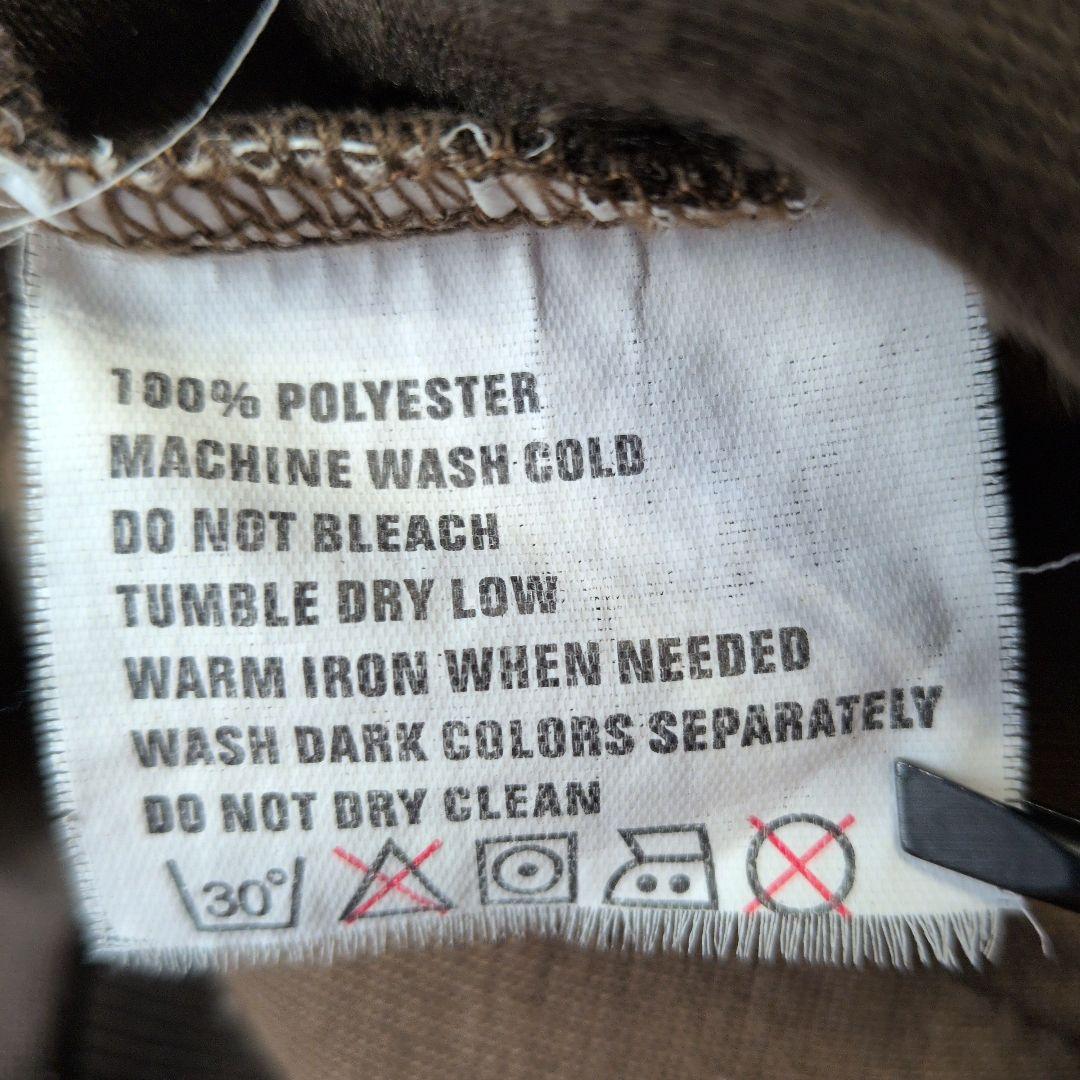 100% POLYESTER
MACHINE WASH COLD
DO NOT BLEACH
TUMBLE DRY LOW
WARM IRON WHEN NEEDED
WASH DARK COLORS SEPARATELY
DO NOT DRY CLEAN
30°